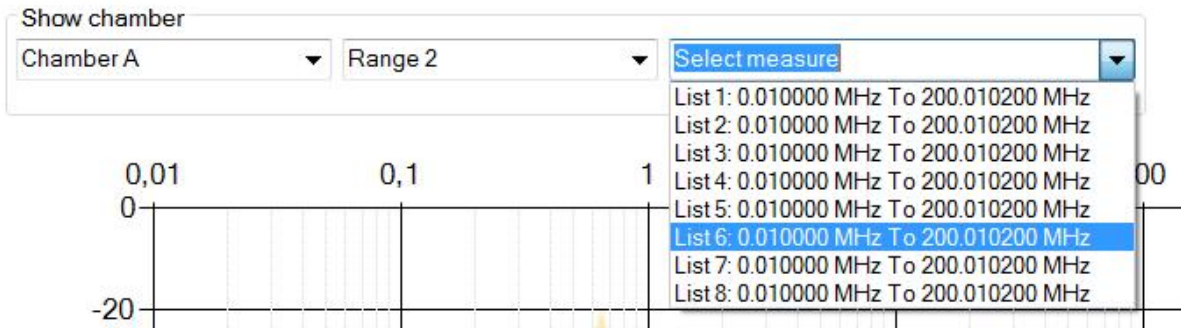 Show chamber
Chamber A Range 2 Select measure
List 1: 0.010000 MHz To 200.010200 MHz
List 2: 0.010000 MHz To 200.010200 MHz
List 3: 0.010000 MHz To 200.010200 MHz
List 4: 0.010000 MHz To 200.010200 MHz
List 5: 0.010000 MHz To 200.010200 MHz
List 6: 0.010000 MHz To 200.010200 MHz
List 7: 0.010000 MHz To 200.010200 MHz
List 8: 0.010000 MHz To 200.010200 MHz
0,01 0,1 1
0
-20